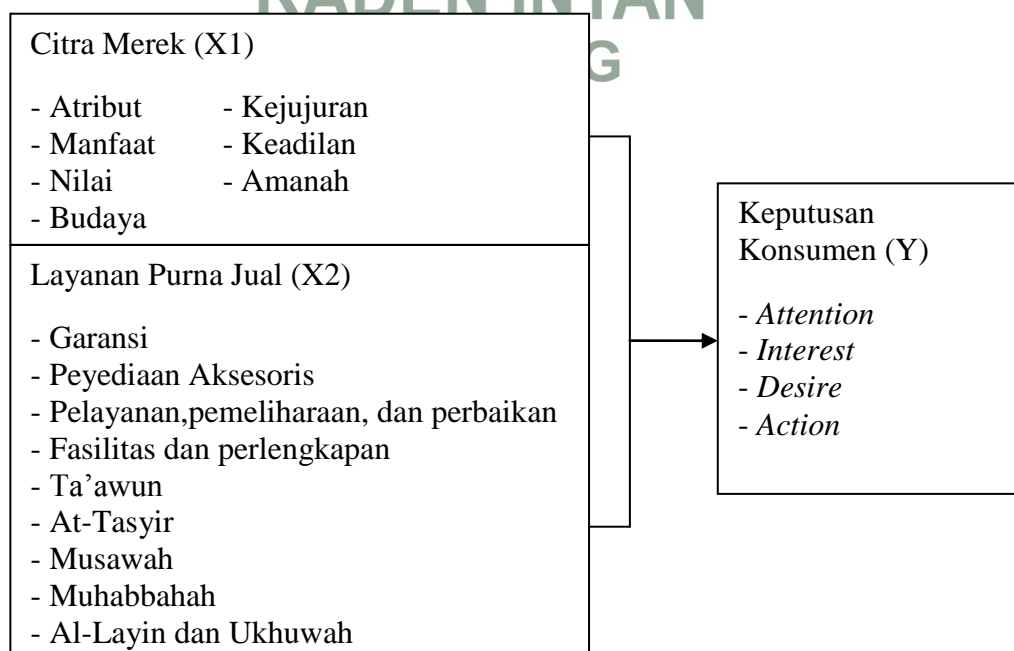 RADEN INTAN
G
Citra Merek (X1)
- Atribut - Kejujuran
- Manfaat - Keadilan
- Nilai - Amanah
- Budaya
Layanan Purna Jual (X2)
- Garansi
- Peyediaan Aksesoris
- Pelayanan,pemeliharaan, dan perbaikan
- Fasilitas dan perlengkapan
- Ta’awun
- At-Tasyir
- Musawah
- Muhabbahah
- Al-Layin dan Ukhuwah
Keputusan
Konsumen (Y)
- Attention
- Interest
- Desire
- Action